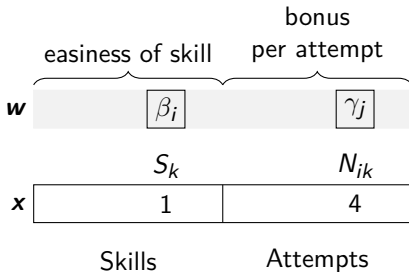 bonus
easiness of skill per attempt
w βi γj
Sk Nik
x 1 4
Skills Attempts